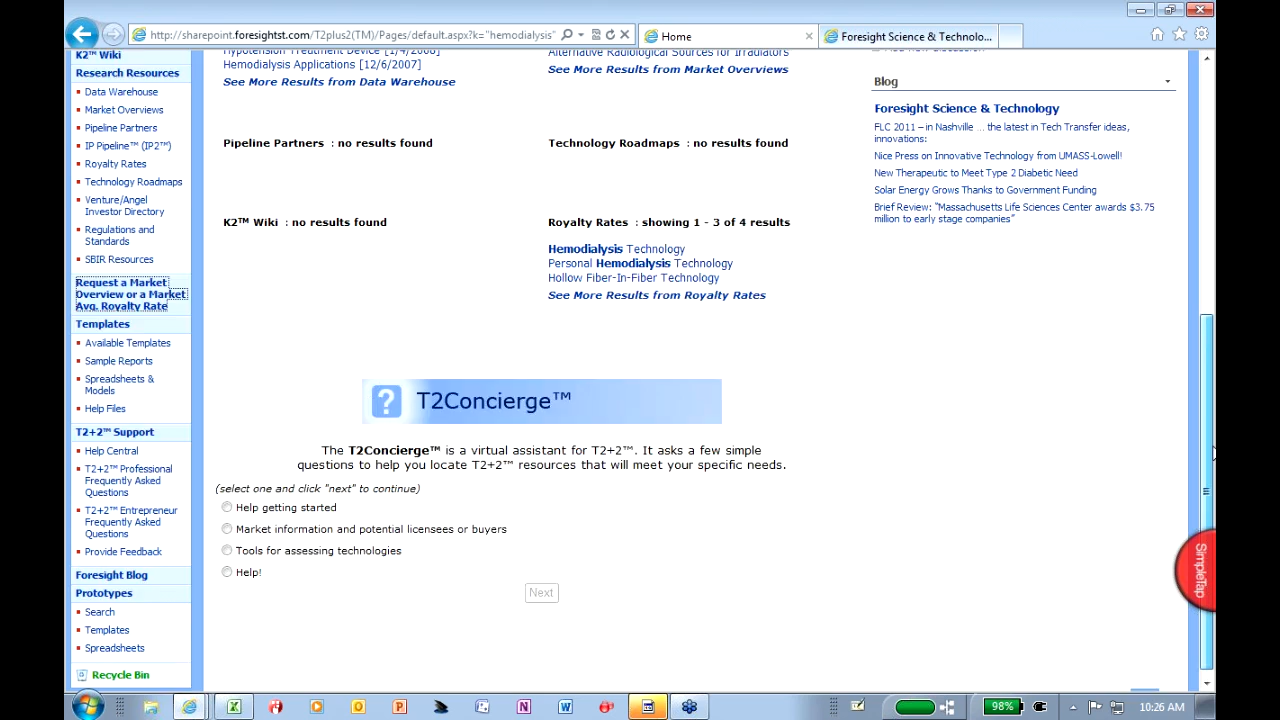 http://sharepoint.foresightst.com/T2plus2(TM)/Pages/default.aspx?k="hemodialysis"
Home
Foresight Science & Technolo...
K2™ Wiki
Research Resources
Data Warehouse
Market Overviews
Pipeline Partners
IP Pipeline™ (IP2™)
Royalty Rates
Technology Roadmaps
Venture/Angel
Investor Directory
Regulations and
Standards
SBIR Resources
Request a Market
Overview or a Market
Avg. Royalty Rate
Templates
Available Templates
Sample Reports
Spreadsheets &
Models
Help Files
T2+2™ Support
Help Central
T2+2™ Professional
Frequently Asked
Questions
T2+2™ Entrepreneur
Frequently Asked
Questions
Provide Feedback
Foresight Blog
Prototypes
Search
Templates
Spreadsheets
Recycle Bin
Hypotension Treatment Device [1/4/2008]
Hemodialysis Applications [12/6/2007]
See More Results from Data Warehouse
Alternative Radiological Sources for Irradiators
See More Results from Market Overviews
Pipeline Partners : no results found
Technology Roadmaps : no results found
K2™ Wiki : no results found
Royalty Rates : showing 1 - 3 of 4 results
Hemodialysis Technology
Personal Hemodialysis Technology
Hollow Fiber-In-Fiber Technology
See More Results from Royalty Rates
T2Concierge™
The T2Concierge™ is a virtual assistant for T2+2™. It asks a few simple
questions to help you locate T2+2™ resources that will meet your specific needs.
(select one and click "next" to continue)
Help getting started
Market information and potential licensees or buyers
Tools for assessing technologies
Help!
Next
Blog
Foresight Science & Technology
FLC 2011 – in Nashville ... the latest in Tech Transfer ideas,
innovations:
Nice Press on Innovative Technology from UMASS-Lowell!
New Therapeutic to Meet Type 2 Diabetic Need
Solar Energy Grows Thanks to Government Funding
Brief Review: "Massachusetts Life Sciences Center awards $3.75
million to early stage companies"
SimpleTap
98%
10:26 AM